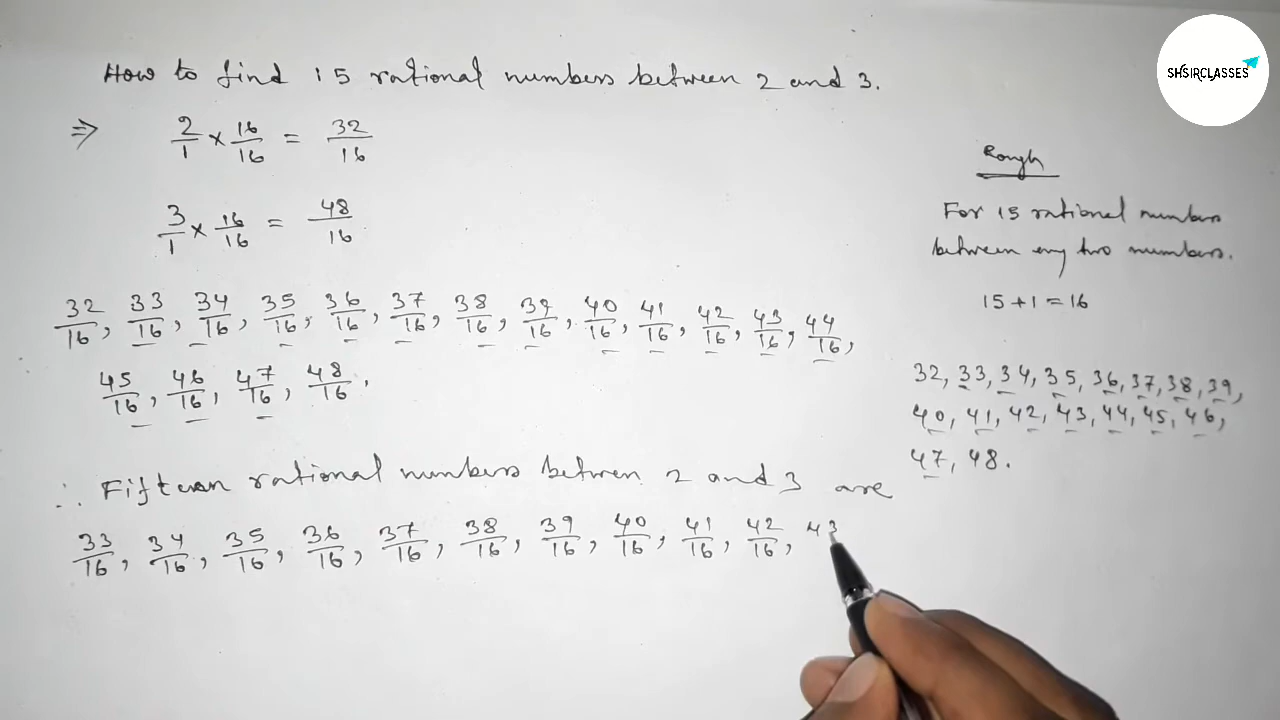 How to find 15 rational numbers between 2 and 3.
SHSIRCLASSES
⇒ 2/1 × 16/16 = 32/16
3/1 × 16/16 = 48/16
32/16, 33/16, 34/16, 35/16, 36/16, 37/16, 38/16, 39/16, 40/16, 41/16, 42/16, 43/16, 44/16,
45/16, 46/16, 47/16, 48/16.
Rough
For 15 rational numbers
between any two numbers.
15 + 1 = 16
32, 33, 34, 35, 36, 37, 38, 39,
40, 41, 42, 43, 44, 45, 46,
47, 48.
∴ Fifteen rational numbers between 2 and 3 are
33/16, 34/16, 35/16, 36/16, 37/16, 38/16, 39/16, 40/16, 41/16, 42/16, 43